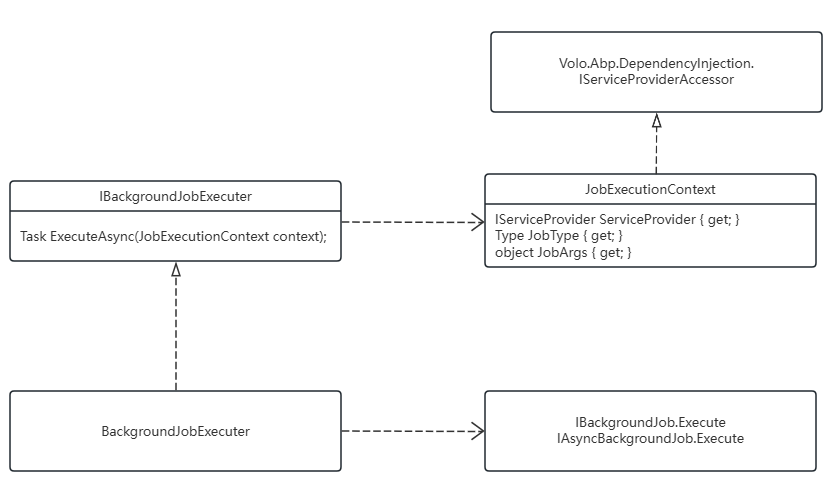 Volo.Abp.DependencyInjection.
IServiceProviderAccessor
IBackgroundJobExecuter
Task ExecuteAsync(JobExecutionContext context);
JobExecutionContext
IServiceProvider ServiceProvider { get; }
Type JobType { get; }
object JobArgs { get; }
BackgroundJobExecuter
IBackgroundJob.Execute
IAsyncBackgroundJob.Execute